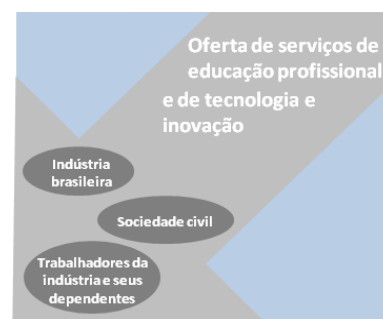 Oferta de serviços de
educação profissional
e de tecnologia e
inovação
Indústria
brasileira
Sociedade civil
Trabalhadores da
indústria e seus
dependentes